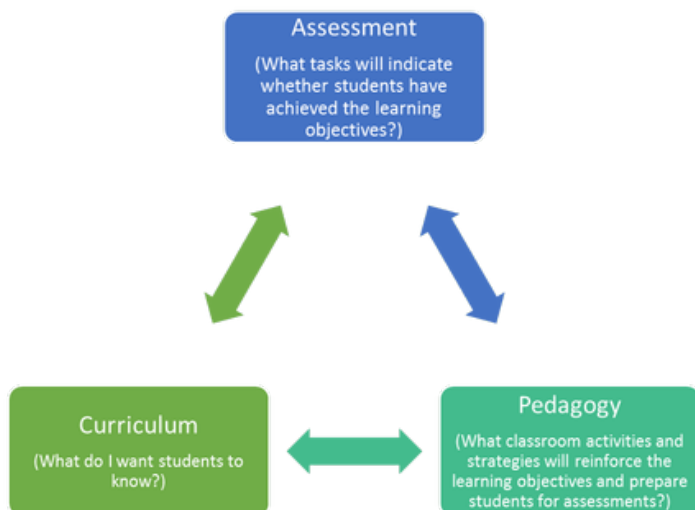 Assessment
(What tasks will indicate
whether students have
achieved the learning
objectives?)
Curriculum
(What do I want students to
know?)
Pedagogy
(What classroom activities and
strategies will reinforce the
learning objectives and prepare
students for assessments?)